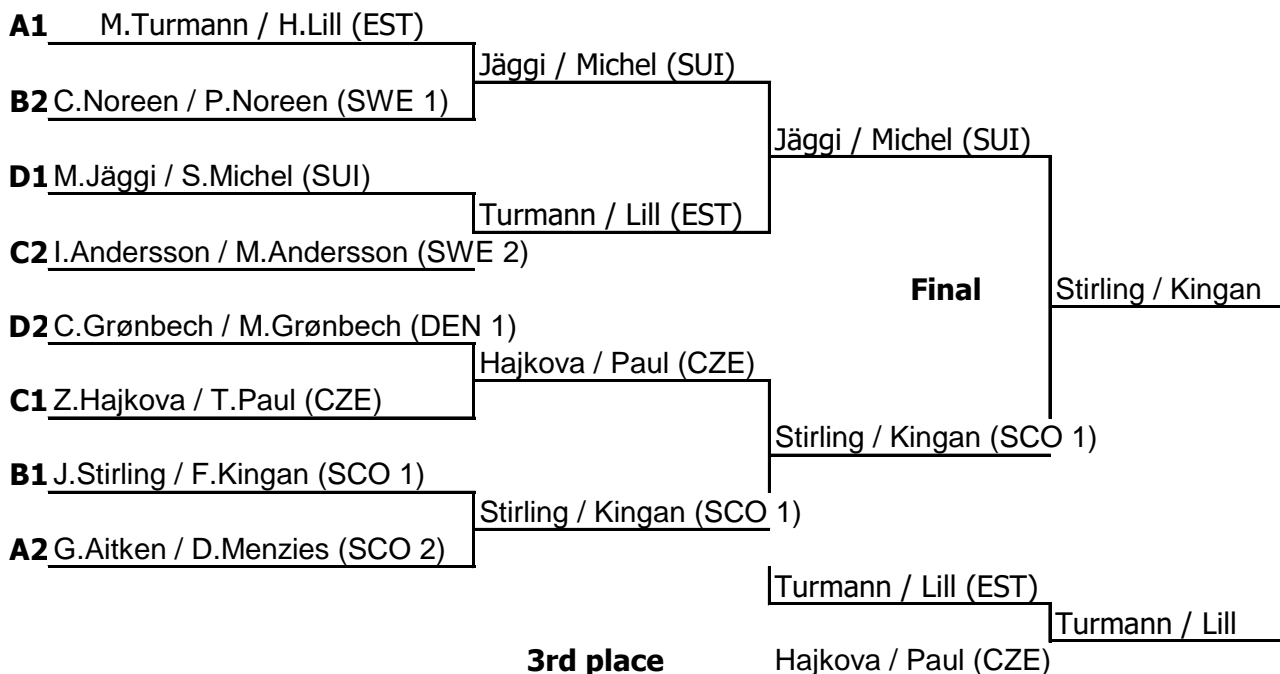 A1 M.Turmann / H.Lill (EST)
Jäggi / Michel (SUI)
B2 C.Noreen / P.Noreen (SWE 1)
Jäggi / Michel (SUI)
D1 M.Jäggi / S.Michel (SUI)
Turmann / Lill (EST)
C2 I.Andersson / M.Andersson (SWE 2)
Final Stirling / Kingan
D2 C.Grønbech / M.Grønbech (DEN 1)
Hajkova / Paul (CZE)
C1 Z.Hajkova / T.Paul (CZE)
Stirling / Kingan (SCO 1)
B1 J.Stirling / F.Kingan (SCO 1)
Stirling / Kingan (SCO 1)
A2 G.Aitken / D.Menzies (SCO 2)
Turmann / Lill (EST)
Turmann / Lill
3rd place Hajkova / Paul (CZE)